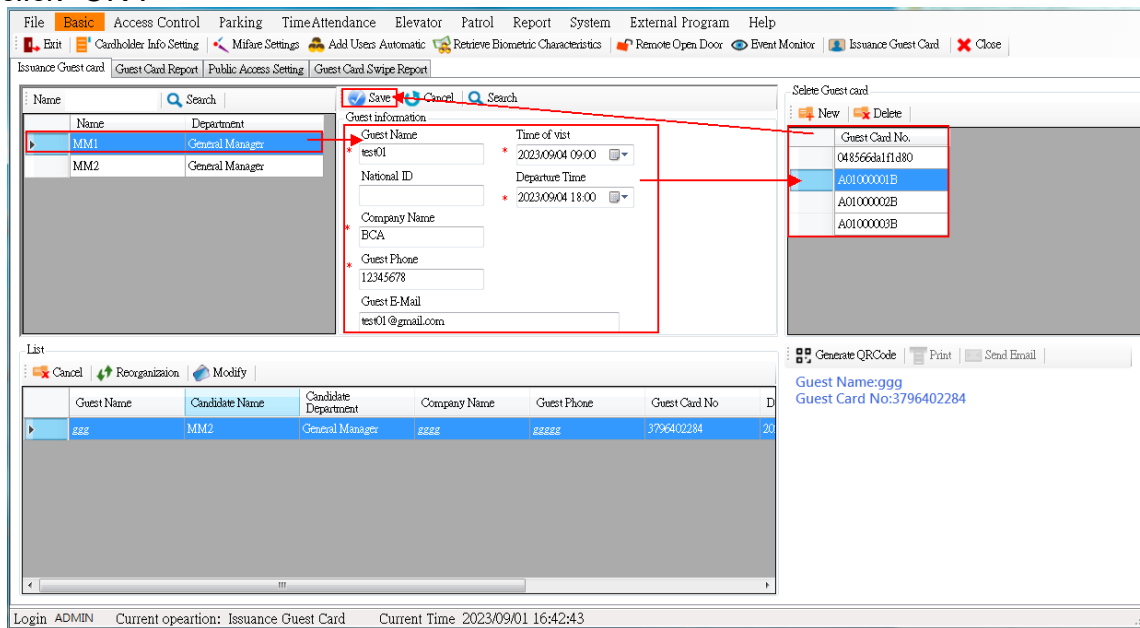 File Basic Access Control Parking TimeAttendance Elevator Patrol Report System External Program Help
Exit Cardholder Info Setting Mifare Settings Add Users Automatic Retrieve Biometric Characteristics Remote Open Door Event Monitor Issuance Guest Card Close
Issuance Guest card Guest Card Report Public Access Setting Guest Card Swipe Report
Name Search
Name Department
MM1 General Manager
MM2 General Manager
Save Cancel Search
Guest information
Guest Name Time of vist
* test01 * 2023/09/04 09:00
National ID Departure Time
* 2023/09/04 18:00
Company Name
* BCA
Guest Phone
* 12345678
Guest E-Mail
test01@gmail.com
Selete Guest card
New Delete
Guest Card No.
048566da1f1d80
A01000001B
A01000002B
A01000003B
List
Cancel Reorganizaion Modify
Guest Name Candidate Name Candidate Department Company Name Guest Phone Guest Card No D
ggg MM2 General Manager gggg ggggg 3796402284 20
Generate QRCode Print Send Email
Guest Name:ggg
Guest Card No:3796402284
Login ADMIN Current opeartion: Issuance Guest Card Current Time 2023/09/01 16:42:43